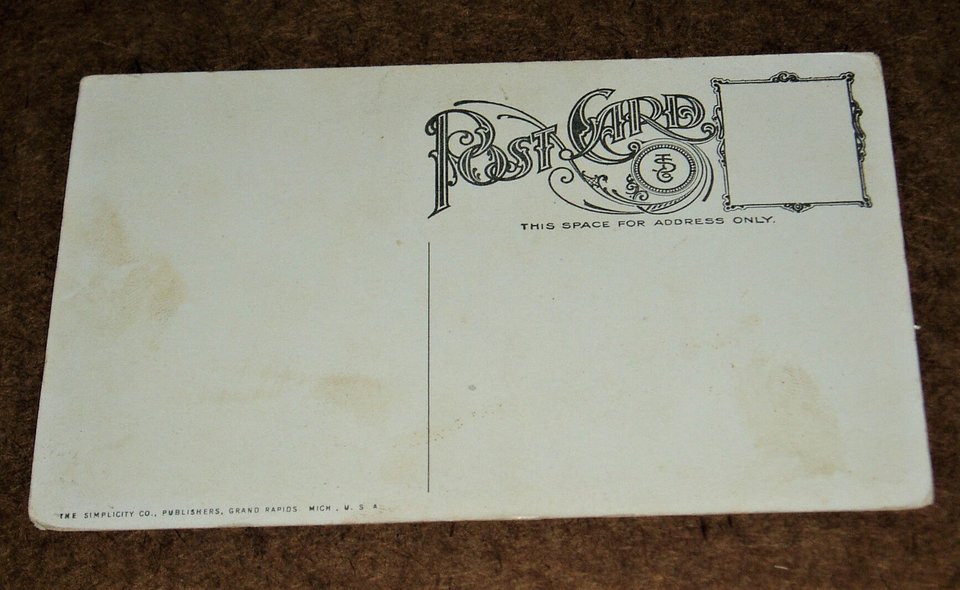 Post Card
THIS SPACE FOR ADDRESS ONLY.
THE SIMPLICITY CO., PUBLISHERS, GRAND RAPIDS MICH., U. S. A.